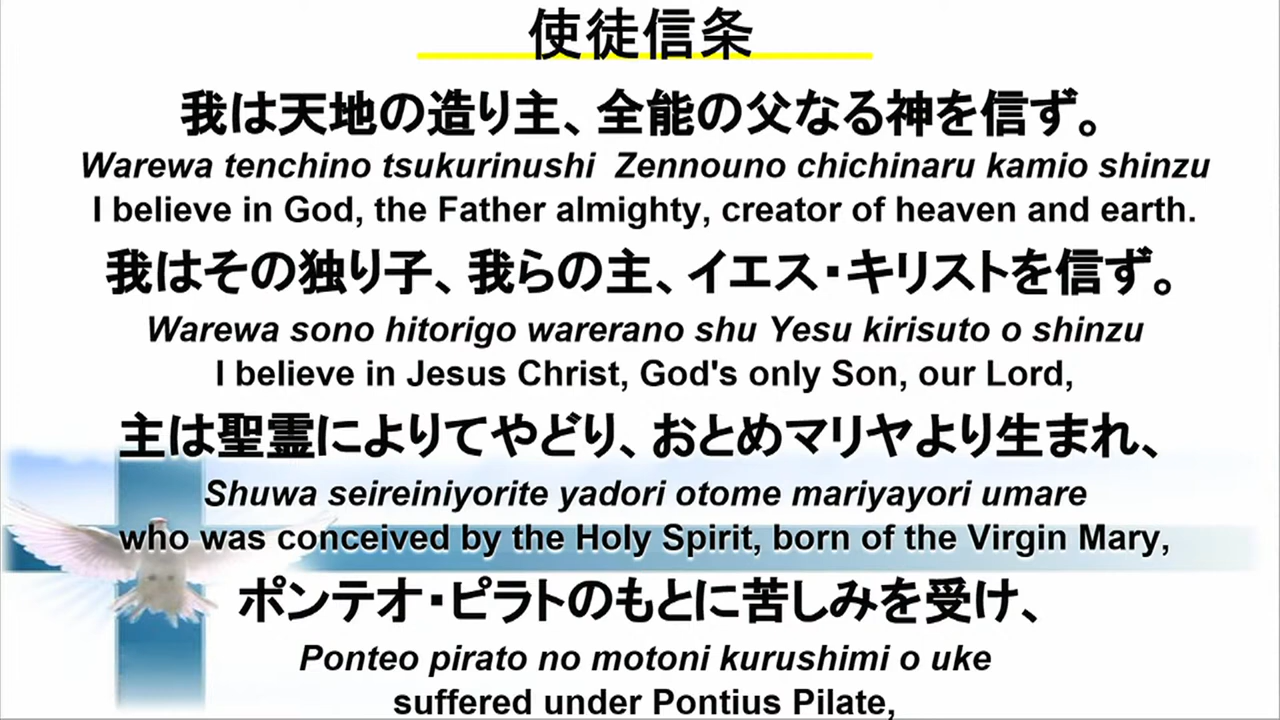 使徒信条
我は天地の造り主、全能の父なる神を信ず。
Warewa tenchino tsukurinushi Zennouno chichinaru kamio shinzu
I believe in God, the Father almighty, creator of heaven and earth.
我はその独り子、我らの主、イエス・キリストを信ず。
Warewa sono hitorigo warerano shu Yesu kirisuto o shinzu
I believe in Jesus Christ, God's only Son, our Lord,
主は聖霊によりてやどり、おとめマリヤより生まれ、
Shuwa seireiniyorite yadori otome mariyayori umare
who was conceived by the Holy Spirit, born of the Virgin Mary,
ポンテオ・ピラトのもとに苦しみを受け、
Ponteo pirato no motoni kurushimi o uke
suffered under Pontius Pilate,